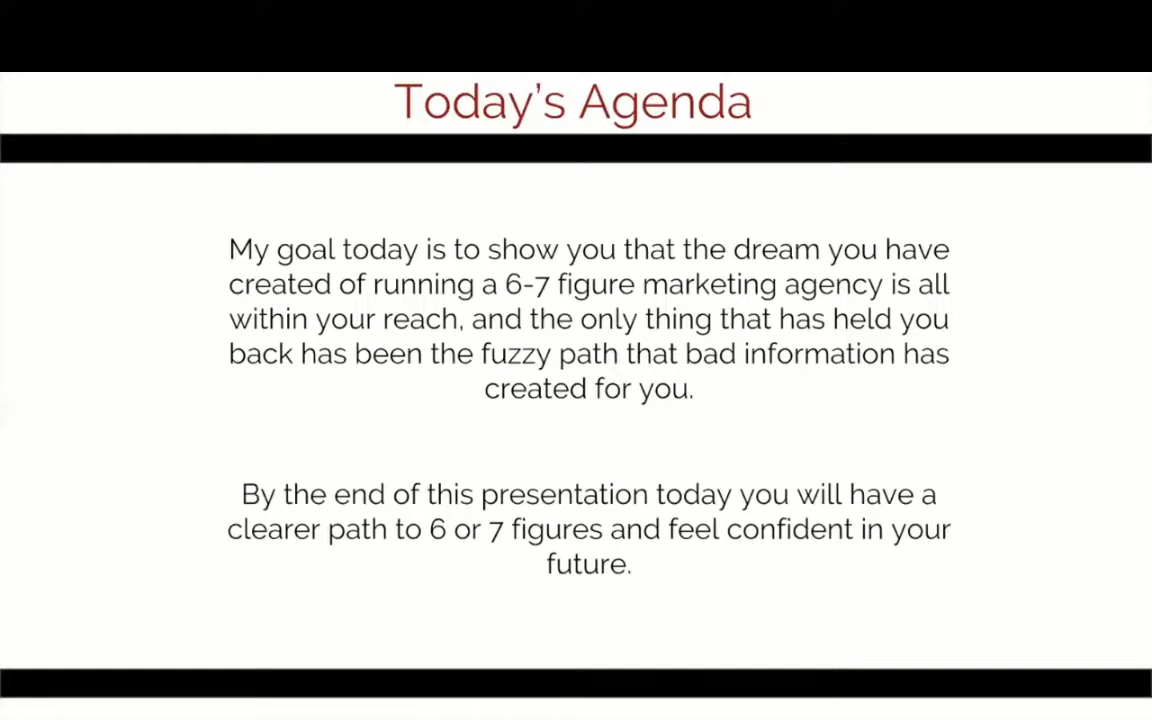 Today’s Agenda
My goal today is to show you that the dream you have
created of running a 6-7 figure marketing agency is all
within your reach, and the only thing that has held you
back has been the fuzzy path that bad information has
created for you.
By the end of this presentation today you will have a
clearer path to 6 or 7 figures and feel confident in your
future.